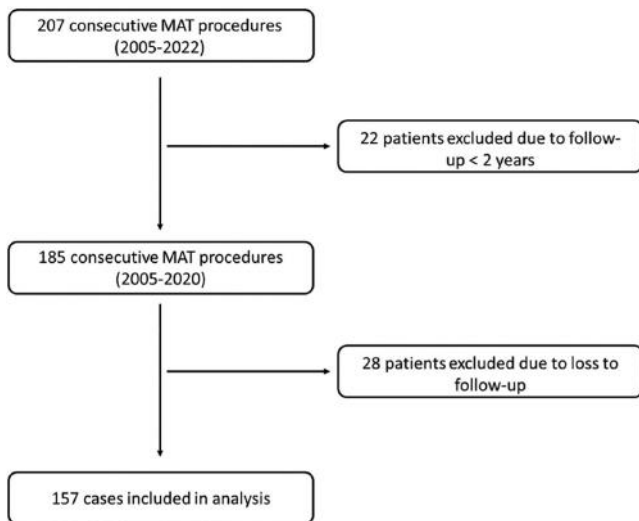 207 consecutive MAT procedures
(2005-2022)
22 patients excluded due to follow-
up < 2 years
185 consecutive MAT procedures
(2005-2020)
28 patients excluded due to loss to
follow-up
157 cases included in analysis